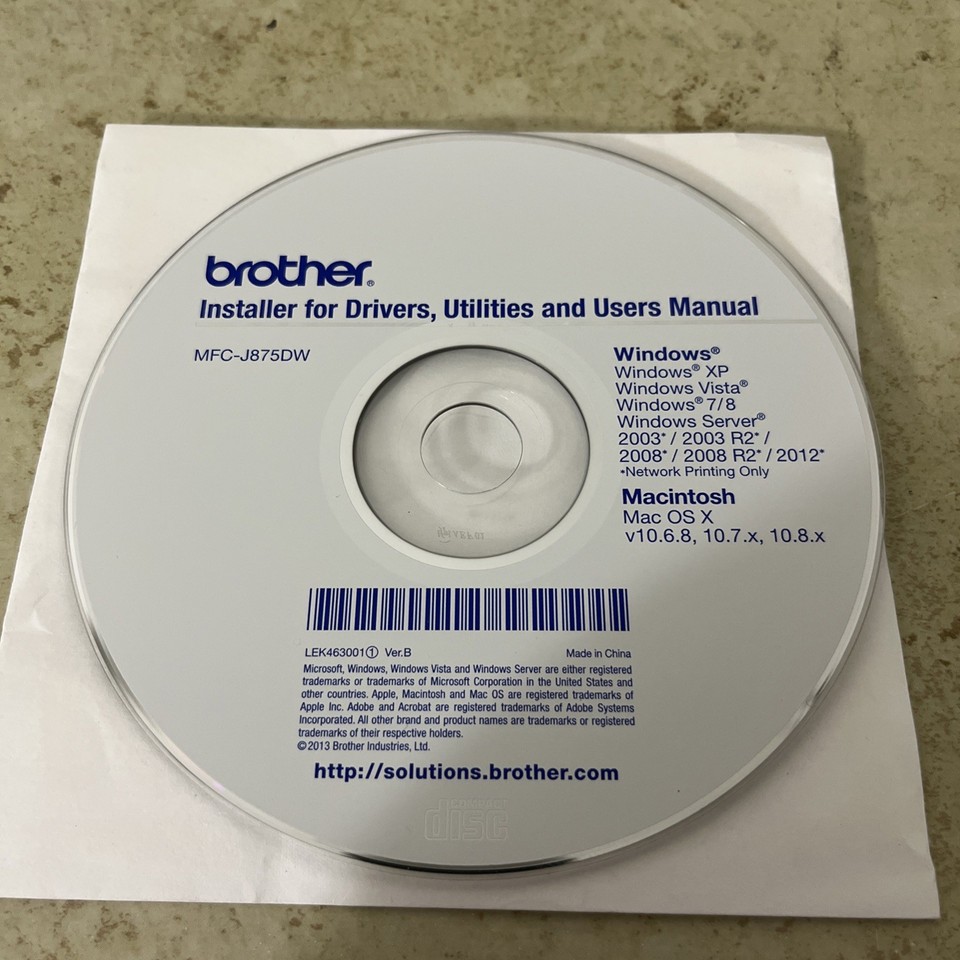 brother®
Installer for Drivers, Utilities and Users Manual
MFC-J875DW
Windows®
Windows® XP
Windows Vista®
Windows® 7/8
Windows Server®
2003* / 2003 R2* /
2008* / 2008 R2* / 2012*
*Network Printing Only
Macintosh
Mac OS X
v10.6.8, 10.7.x, 10.8.x
LEK463001① Ver.B Made in China
Microsoft, Windows, Windows Vista and Windows Server are either registered
trademarks or trademarks of Microsoft Corporation in the United States and
other countries. Apple, Macintosh and Mac OS are registered trademarks of
Apple Inc. Adobe and Acrobat are registered trademarks of Adobe Systems
Incorporated. All other brand and product names are trademarks or registered
trademarks of their respective holders.
©2013 Brother Industries, Ltd.
http://solutions.brother.com
COMPACT
disc